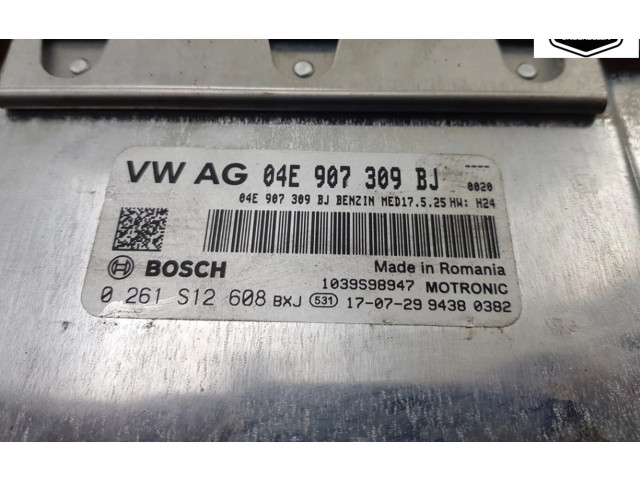 VW AG 04E 907 309 BJ ----
0020
04E 907 309 BJ BENZIN MED17.5.25 HW: H24
BOSCH
Made in Romania
1039S98947 MOTRONIC
0 261 S12 608 BXJ 531 17-07-29 9438 0382